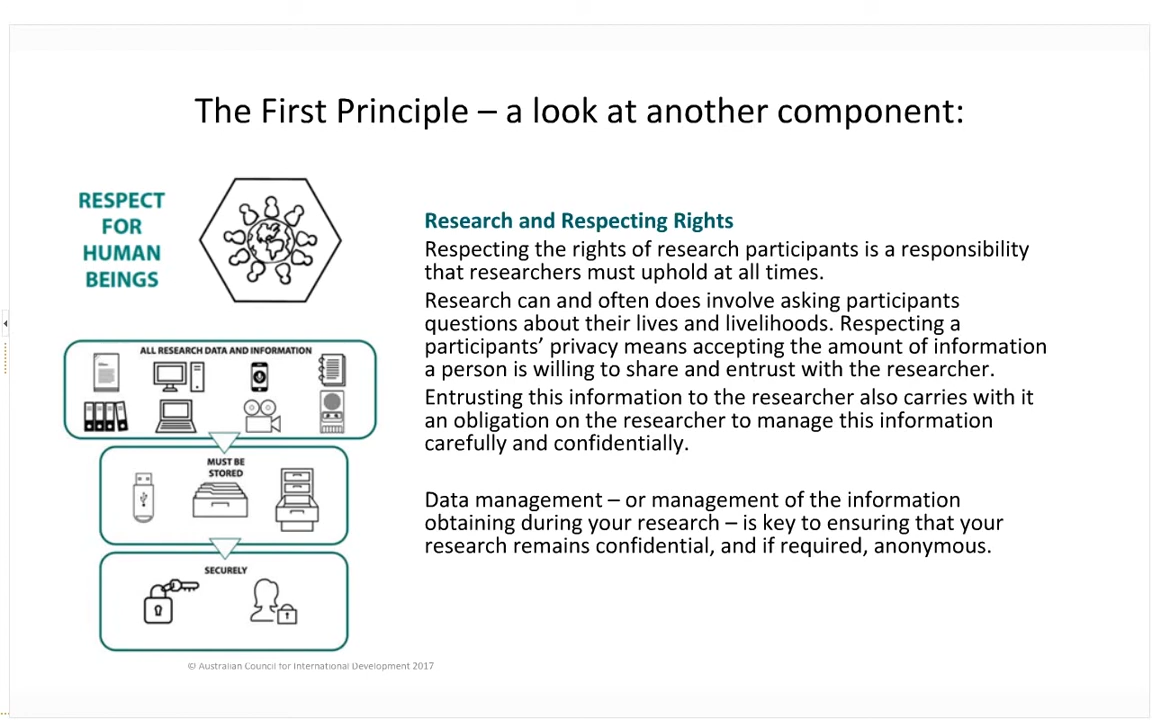 The First Principle – a look at another component:
RESPECT
FOR
HUMAN
BEINGS
ALL RESEARCH DATA AND INFORMATION
MUST BE
STORED
SECURELY
Research and Respecting Rights
Respecting the rights of research participants is a responsibility
that researchers must uphold at all times.
Research can and often does involve asking participants
questions about their lives and livelihoods. Respecting a
participants’ privacy means accepting the amount of information
a person is willing to share and entrust with the researcher.
Entrusting this information to the researcher also carries with it
an obligation on the researcher to manage this information
carefully and confidentially.
Data management – or management of the information
obtaining during your research – is key to ensuring that your
research remains confidential, and if required, anonymous.
© Australian Council for International Development 2017